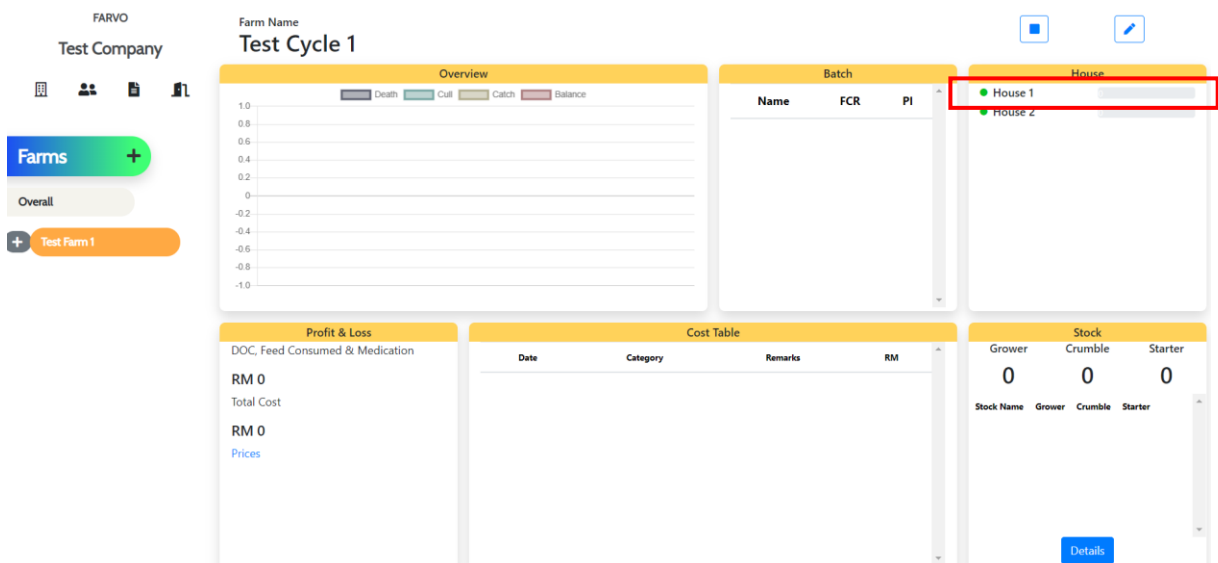 FARVO
Test Company
Farms +
Overall
+ Test Farm 1
Farm Name
Test Cycle 1
Overview
Death Cull Catch Balance
1.0
0.8
0.6
0.4
0.2
0
-0.2
-0.4
-0.6
-0.8
-1.0
Batch
Name FCR PI
House
House 1
House 2
Profit & Loss
DOC, Feed Consumed & Medication
RM 0
Total Cost
RM 0
Prices
Cost Table
Date Category Remarks RM
Stock
Grower Crumble Starter
0 0 0
Stock Name Grower Crumble Starter
Details